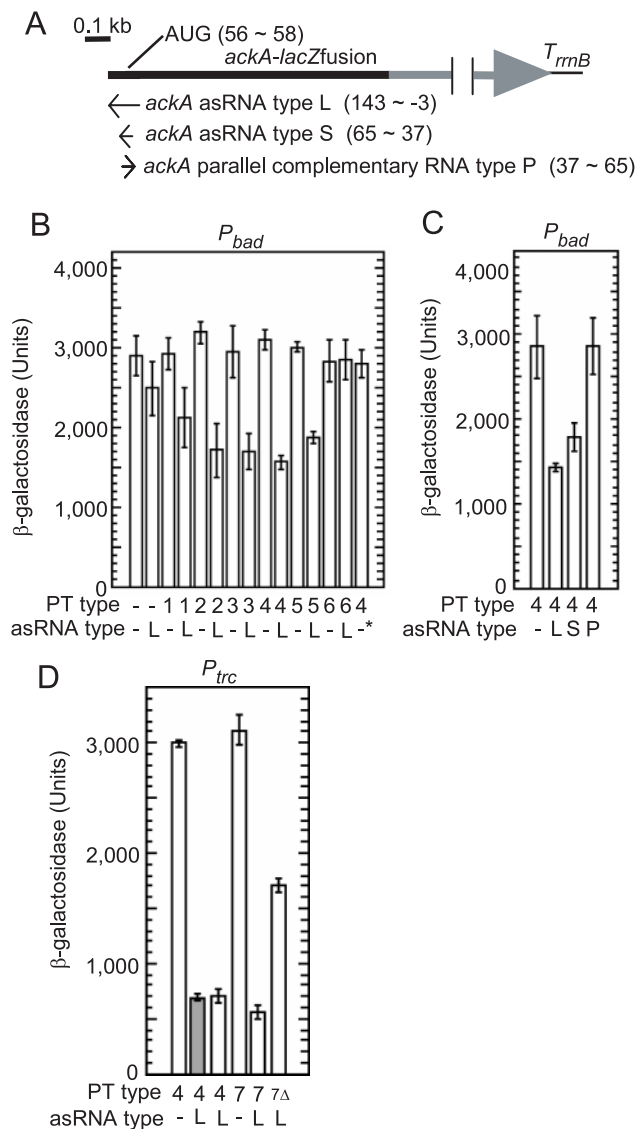 A
0.1 kb
AUG (56 ~ 58)
ackA-lacZfusion
TrrnB
ackA asRNA type L (143 ~ -3)
ackA asRNA type S (65 ~ 37)
ackA parallel complementary RNA type P (37 ~ 65)
B
Pbad
β-galactosidase (Units)
4,000
3,000
2,000
1,000
0
PT type - - 1 1 2 2 3 3 4 4 5 5 6 6 4
asRNA type - L - L - L - L - L - L - L -*
C
Pbad
β-galactosidase (Units)
4,000
3,000
2,000
1,000
0
PT type 4 4 4 4
asRNA type - L S P
D
Ptrc
β-galactosidase (Units)
3,000
2,000
1,000
0
PT type 4 4 4 7 7 7Δ
asRNA type - L L - L L